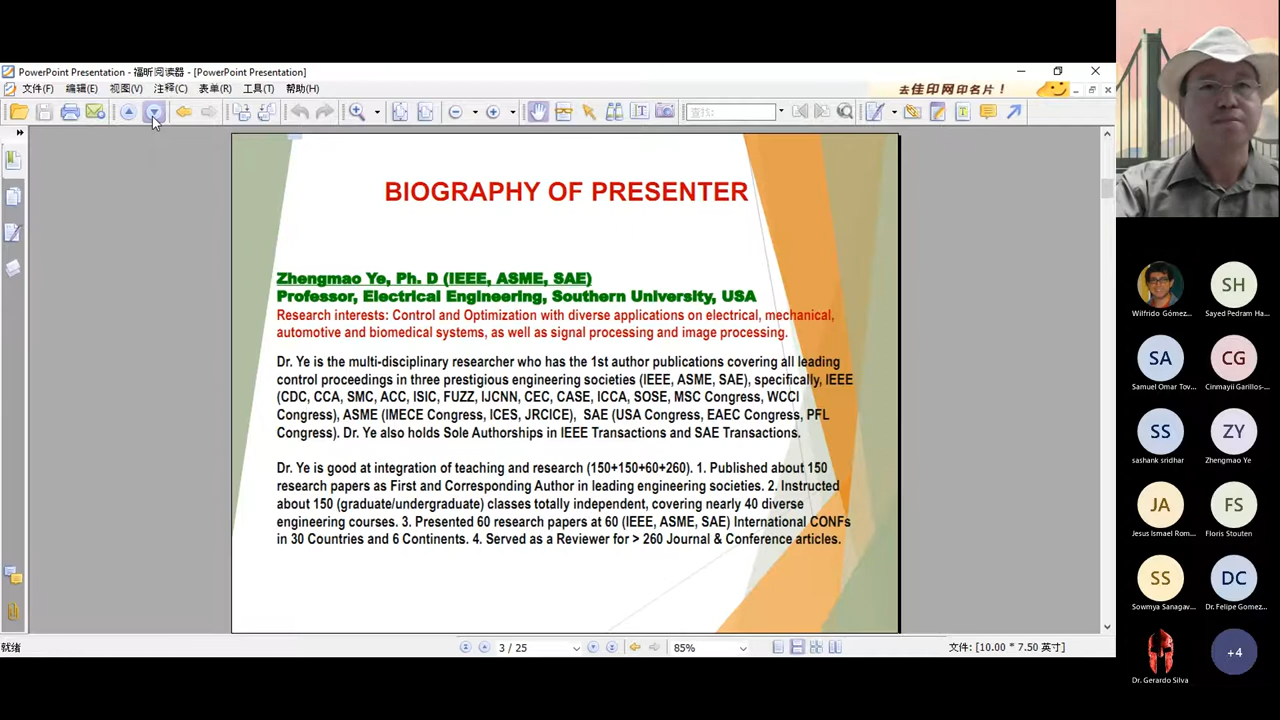 PowerPoint Presentation - 福昕阅读器 - [PowerPoint Presentation]
文件(F) 编辑(E) 视图(V) 注释(C) 表单(R) 工具(T) 帮助(H)
去佳印网印名片!
查找:
BIOGRAPHY OF PRESENTER
Zhengmao Ye, Ph. D (IEEE, ASME, SAE)
Professor, Electrical Engineering, Southern University, USA
Research interests: Control and Optimization with diverse applications on electrical, mechanical,
automotive and biomedical systems, as well as signal processing and image processing.
Dr. Ye is the multi-disciplinary researcher who has the 1st author publications covering all leading
control proceedings in three prestigious engineering societies (IEEE, ASME, SAE), specifically, IEEE
(CDC, CCA, SMC, ACC, ISIC, FUZZ, IJCNN, CEC, CASE, ICCA, SOSE, MSC Congress, WCCI
Congress), ASME (IMECE Congress, ICES, JRCICE), SAE (USA Congress, EAEC Congress, PFL
Congress). Dr. Ye also holds Sole Authorships in IEEE Transactions and SAE Transactions.
Dr. Ye is good at integration of teaching and research (150+150+60+260). 1. Published about 150
research papers as First and Corresponding Author in leading engineering societies. 2. Instructed
about 150 (graduate/undergraduate) classes totally independent, covering nearly 40 diverse
engineering courses. 3. Presented 60 research papers at 60 (IEEE, ASME, SAE) International CONFs
in 30 Countries and 6 Continents. 4. Served as a Reviewer for > 260 Journal & Conference articles.
就绪
3 / 25
85%
文件: [10.00 * 7.50 英寸]
SH
Wilfrido Gómez... Sayed Pedram Ha...
SA CG
Samuel Omar Tov... Cinmayii Garillos-...
SS ZY
sashank sridhar Zhengmao Ye
JA FS
Jesus Ismael Rom... Floris Stouten
SS DC
Sowmya Sanagav... Dr. Felipe Gomez...
+4
Dr. Gerardo Silva